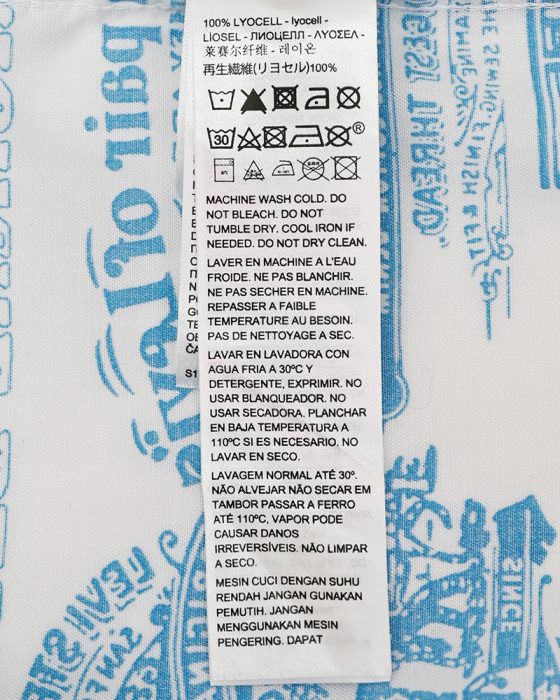 100% LYOCELL - lyocell -
LIOSEL - ЛИОЦЕЛЛ - ΛΥΟΣΕΛ -
莱赛尔纤维 - 레이온
再生繊維(リヨセル)100%
30
®
MACHINE WASH COLD. DO
NOT BLEACH. DO NOT
TUMBLE DRY. COOL IRON IF
NEEDED. DO NOT DRY CLEAN.
LAVER EN MACHINE A L'EAU
FROIDE. NE PAS BLANCHIR.
NE PAS SECHER EN MACHINE.
REPASSER A FAIBLE
TEMPERATURE AU BESOIN.
PAS DE NETTOYAGE A SEC.
LAVAR EN LAVADORA CON
AGUA FRIA A 30ºC Y
DETERGENTE, EXPRIMIR. NO
USAR BLANQUEADOR. NO
USAR SECADORA. PLANCHAR
EN BAJA TEMPERATURA A
110ºC SI ES NECESARIO. NO
LAVAR EN SECO.
LAVAGEM NORMAL ATÉ 30º.
NÃO ALVEJAR NÃO SECAR EM
TAMBOR PASSAR A FERRO
ATÉ 110ºC, VAPOR PODE
CAUSAR DANOS
IRREVERSÍVEIS. NÃO LIMPAR
A SECO.
MESIN CUCI DENGAN SUHU
RENDAH JANGAN GUNAKAN
PEMUTIH. JANGAN
MENGGUNAKAN MESIN
PENGERING. DAPAT
pair of Levi's
THREAD"
SINCE